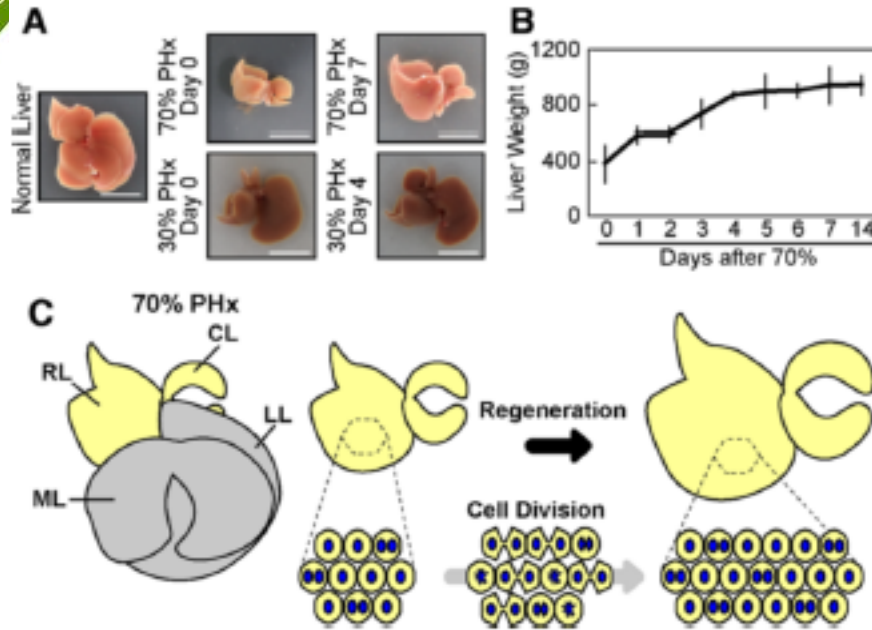 A
Normal lLiver
70% PHx
Day 0
70% PHx
Day 7
30% PHx
Day 0
30% PHx
Day 4
B
Liver Weight (g)
1200
800
400
0
0 1 2 3 4 5 6 7 14
Days after 70%
C
70% PHx
CL
RL
LL
ML
Regeneration
Cell Division